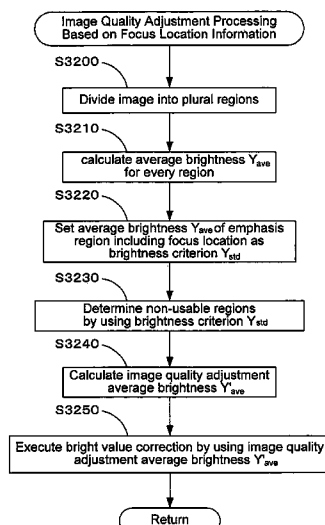 Image Quality Adjustment Processing
Based on Focus Location Information
S3200
Divide image into plural regions
S3210
calculate average brightness Yave
for every region
S3220
Set average brightness Yave of emphasis
region including focus location as
brightness criterion Ystd
S3230
Determine non-usable regions
by using brightness criterion Ystd
S3240
Calculate image quality adjustment
average brightness Y'ave
S3250
Execute bright value correction by using image quality
adjustment average brightness Y'ave
Return